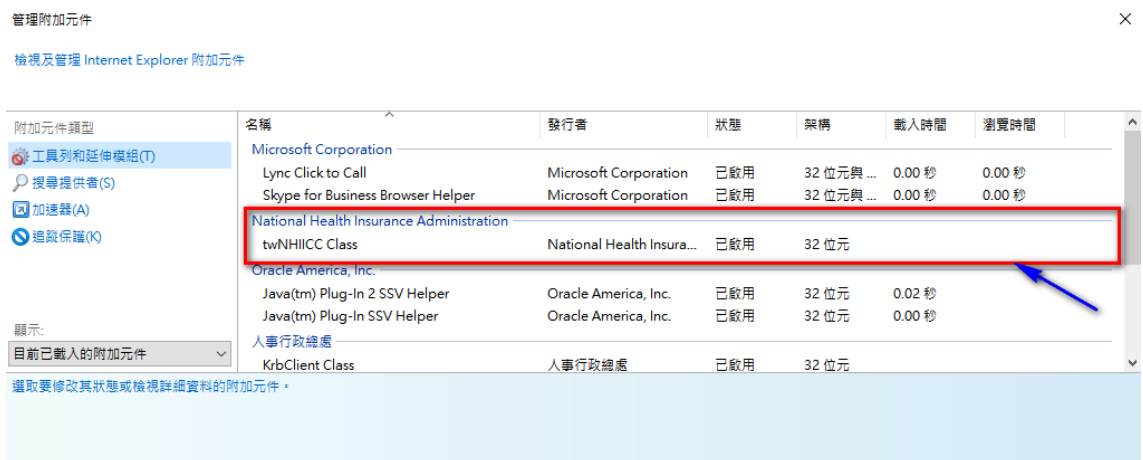 管理附加元件
檢視及管理 Internet Explorer 附加元件
附加元件類型
工具列和延伸模組(T)
搜尋提供者(S)
加速器(A)
追蹤保護(K)
顯示:
目前已載入的附加元件
名稱 發行者 狀態 架構 載入時間 瀏覽時間
Microsoft Corporation
Lync Click to Call Microsoft Corporation 已啟用 32 位元與 ... 0.00 秒 0.00 秒
Skype for Business Browser Helper Microsoft Corporation 已啟用 32 位元與 ... 0.00 秒 0.00 秒
National Health Insurance Administration
twNHIICC Class National Health Insura... 已啟用 32 位元
Oracle America, Inc.
Java(tm) Plug-In 2 SSV Helper Oracle America, Inc. 已啟用 32 位元 0.02 秒
Java(tm) Plug-In SSV Helper Oracle America, Inc. 已啟用 32 位元 0.00 秒
人事行政總處
KrbClient Class 人事行政總處 已啟用 32 位元
選取要修改其狀態或檢視詳細資料的附加元件。